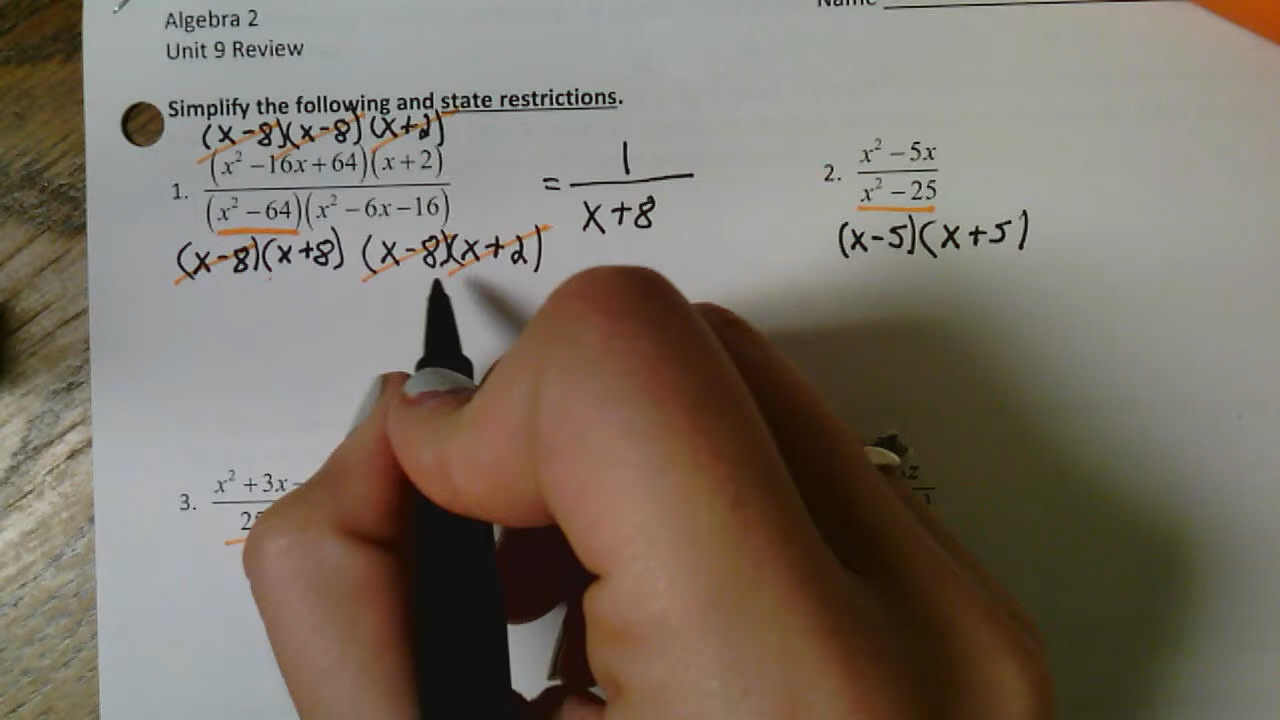 Name
Algebra 2
Unit 9 Review
Simplify the following and state restrictions.
(x-8)(x-8)(x+2)
1. (x² - 16x + 64)(x + 2)
(x² - 64)(x² - 6x - 16)
(x-8)(x+8) (x-8)(x+2)
= 1
x+8
2. x² - 5x
x² - 25
(x-5)(x+5)
3. x² + 3x -